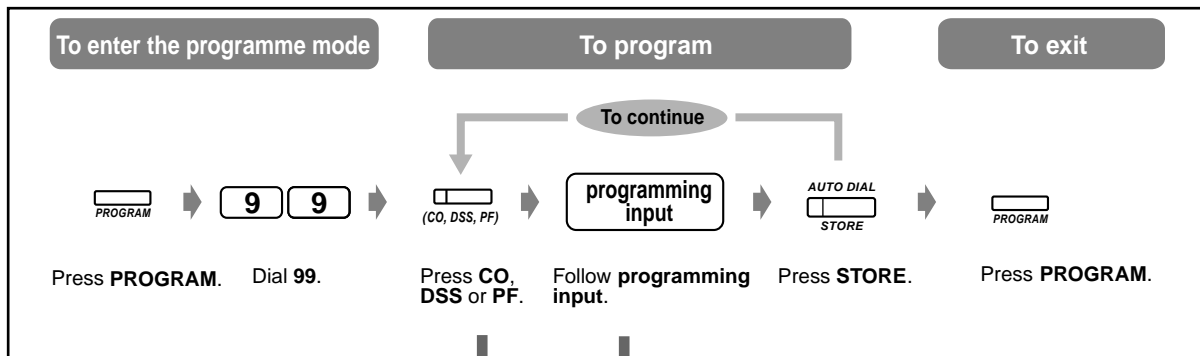 To enter the programme mode
To program
To exit
To continue
PROGRAM
9 9
(CO, DSS, PF)
programming
input
AUTO DIAL
STORE
PROGRAM
Press PROGRAM.
Dial 99.
Press CO,
DSS or PF.
Follow programming
input.
Press STORE.
Press PROGRAM.